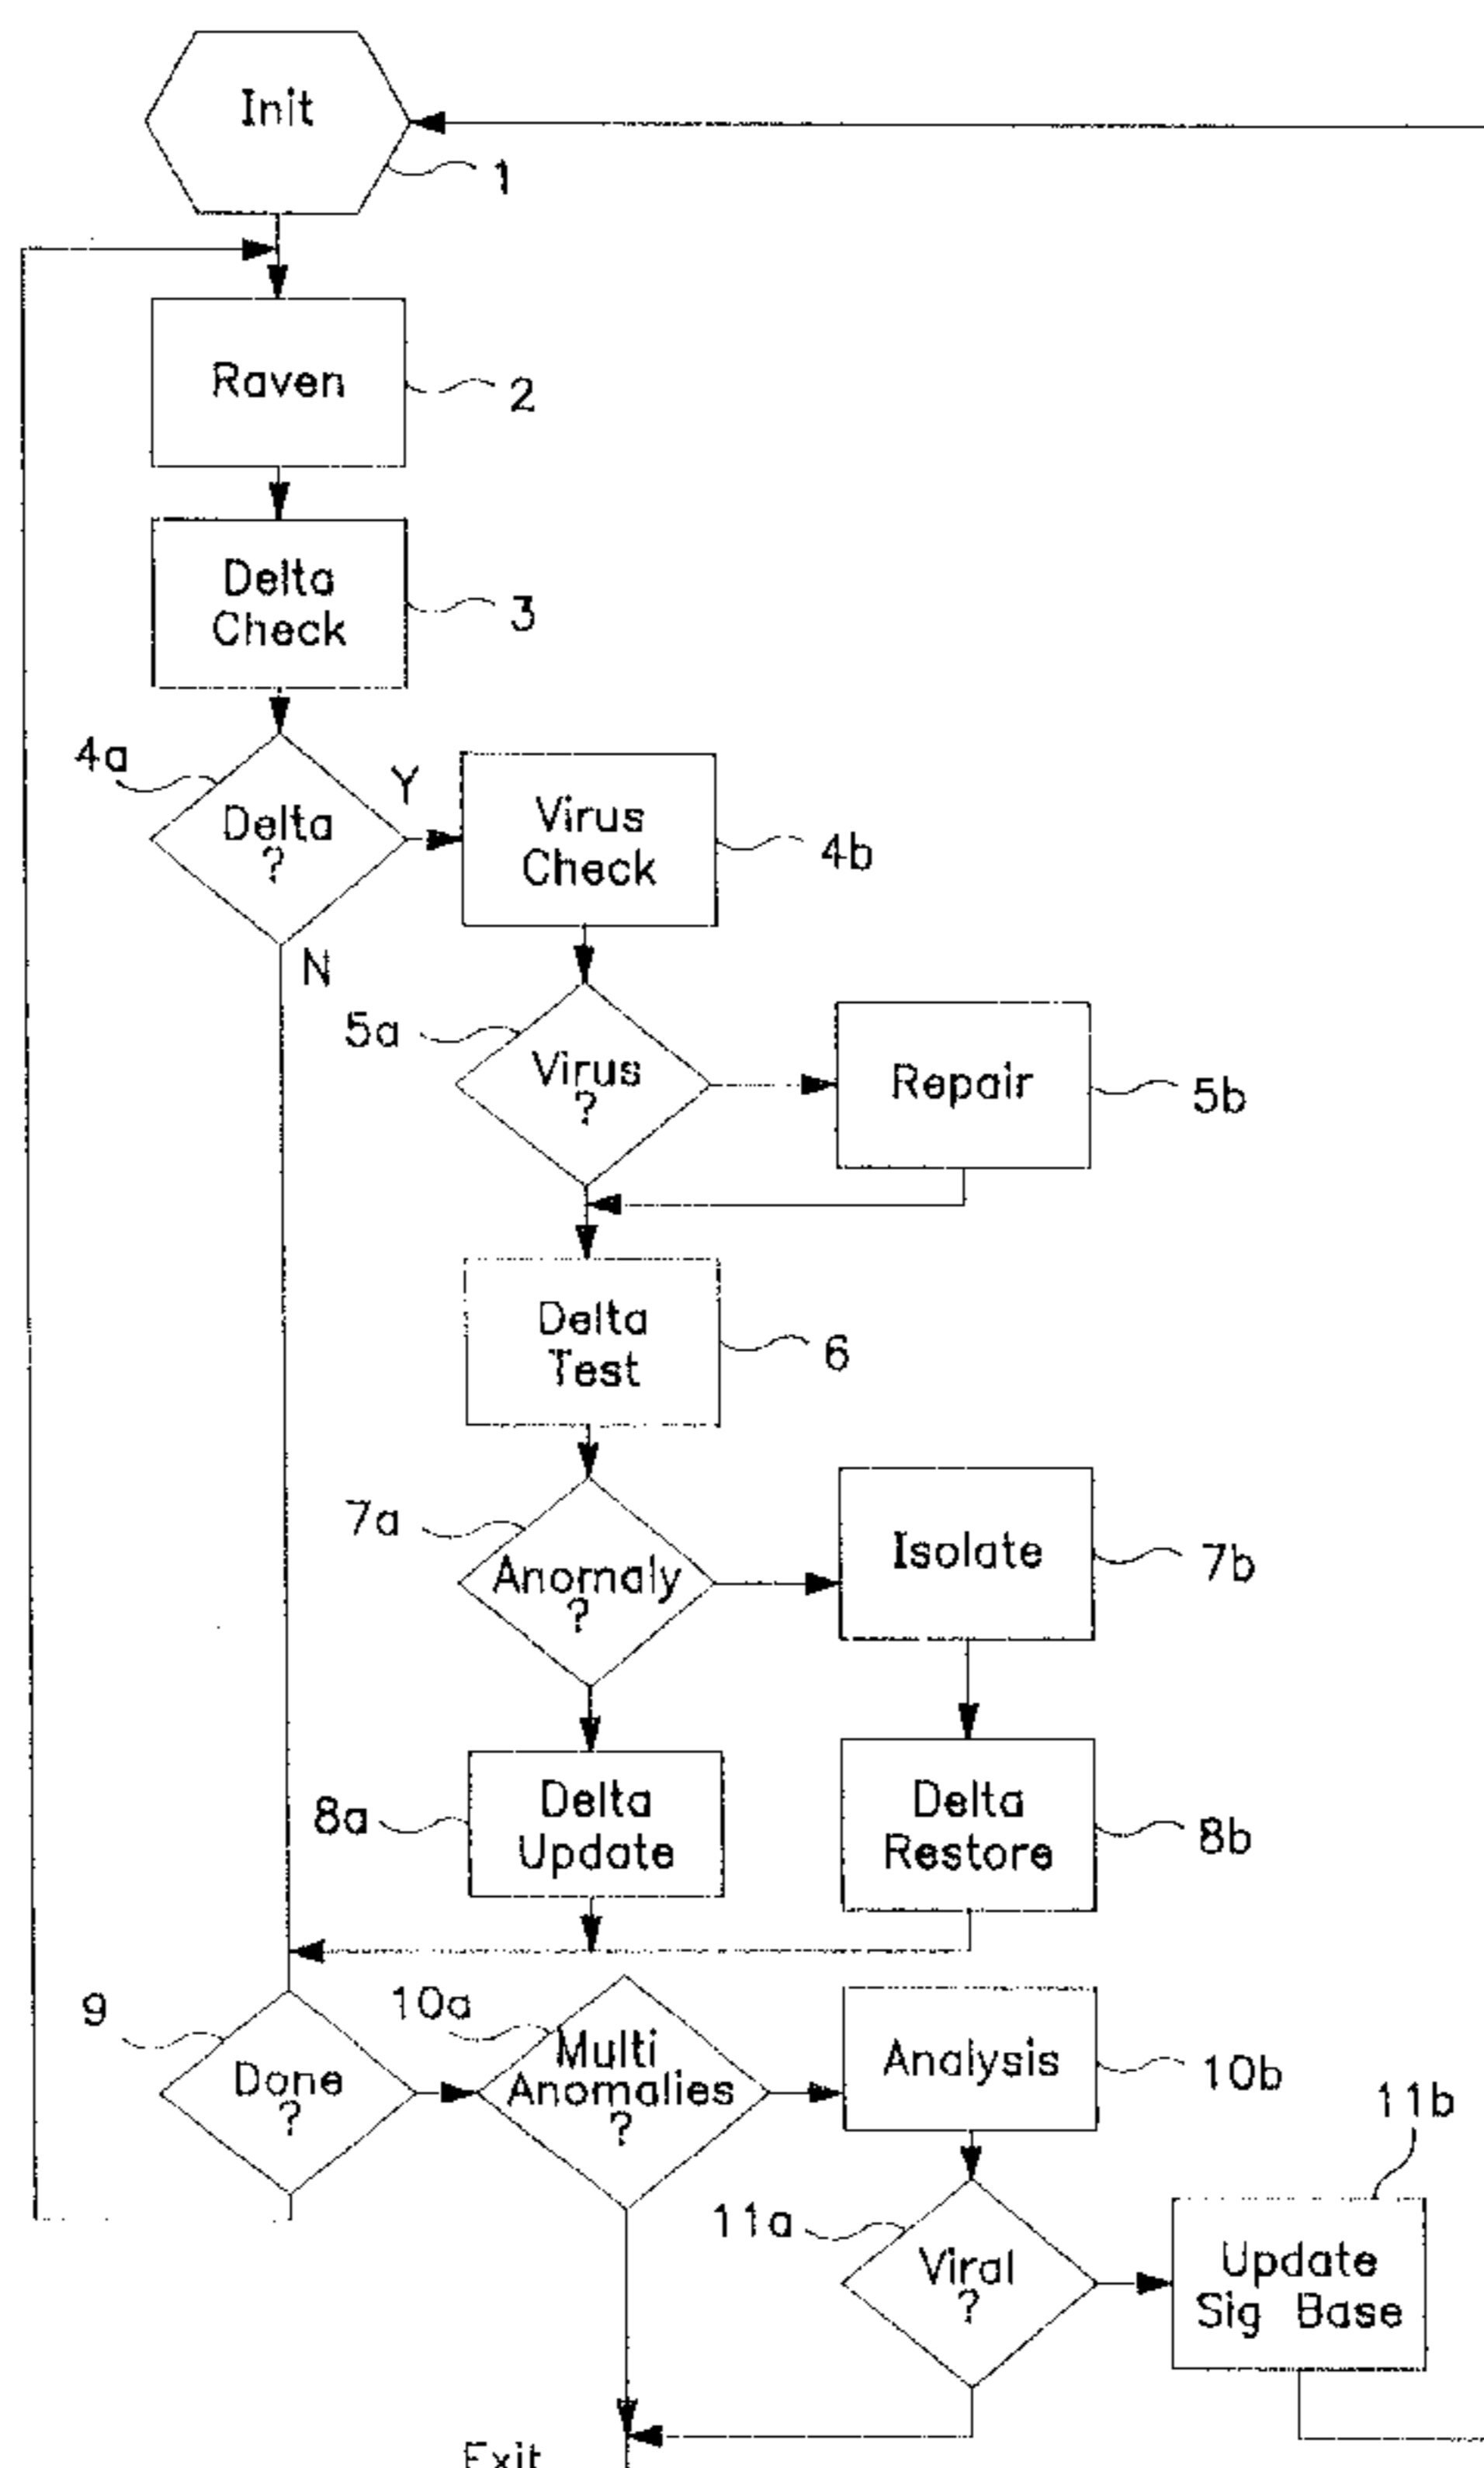 Init
1
Raven
2
Delta
Check
3
4a
Delta
?
Y
N
Virus
Check
4b
5a
Virus
?
Repair
5b
Delta
Test
6
7a
Anomaly
?
Isolate
7b
8a
Delta
Update
Delta
Restore
8b
9
Done
?
10a
Multi
Anomalies
?
Analysis
10b
11a
Viral
?
11b
Update
Sig Base
Exit